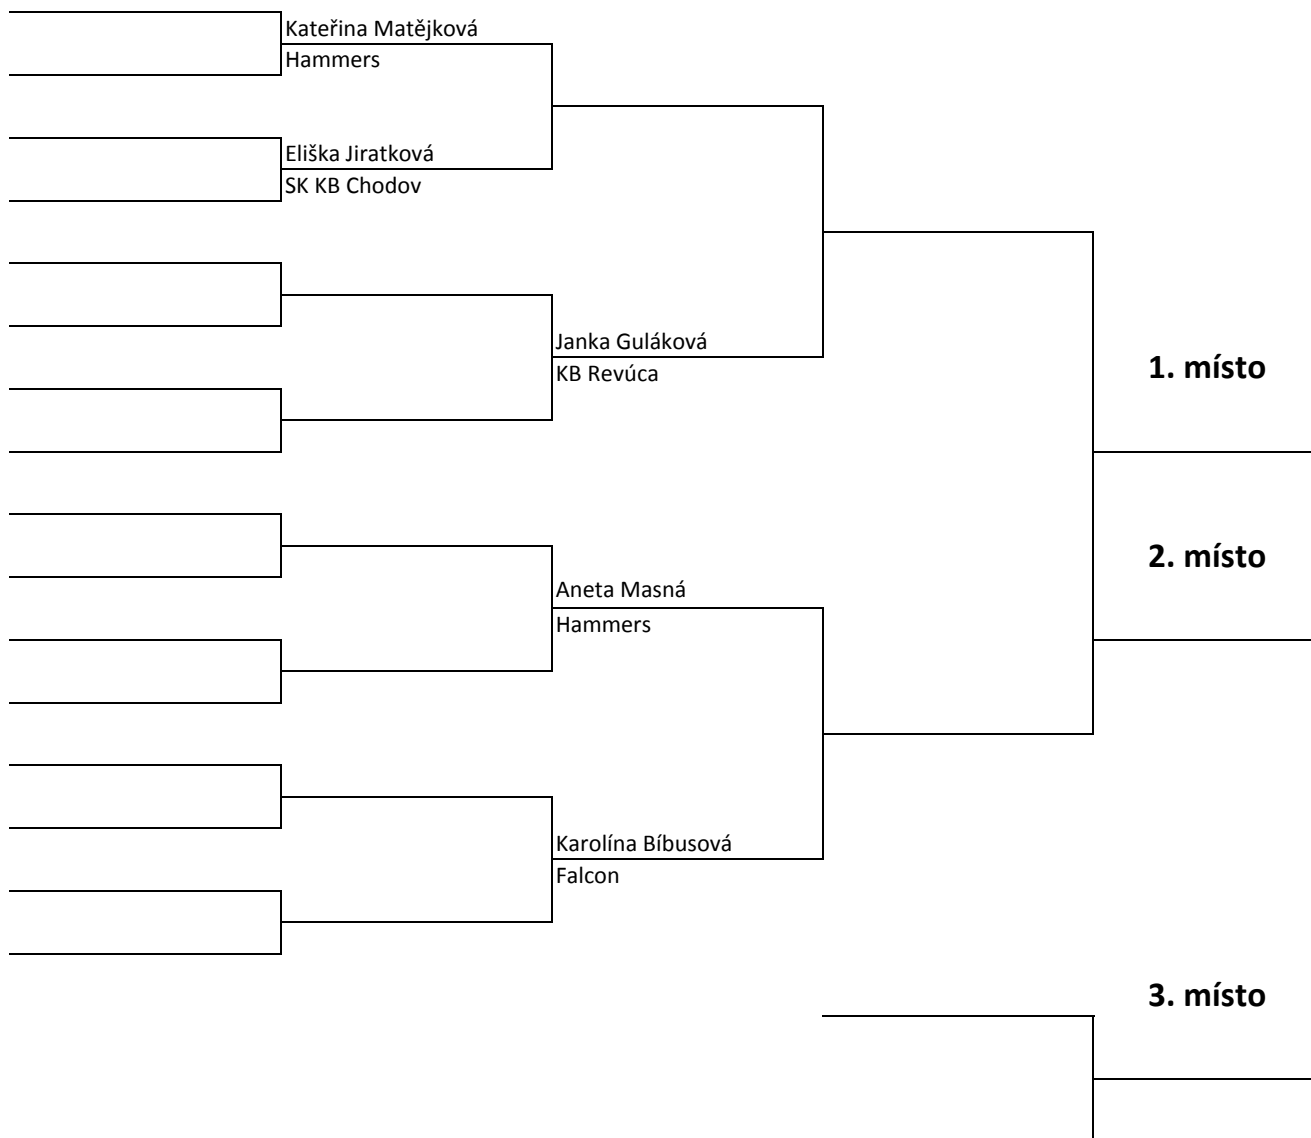 Kateřina Matějková
Hammers
Eliška Jiratková
SK KB Chodov
Janka Guláková
KB Revúca
1. místo
2. místo
Aneta Masná
Hammers
Karolína Bíbusová
Falcon
3. místo